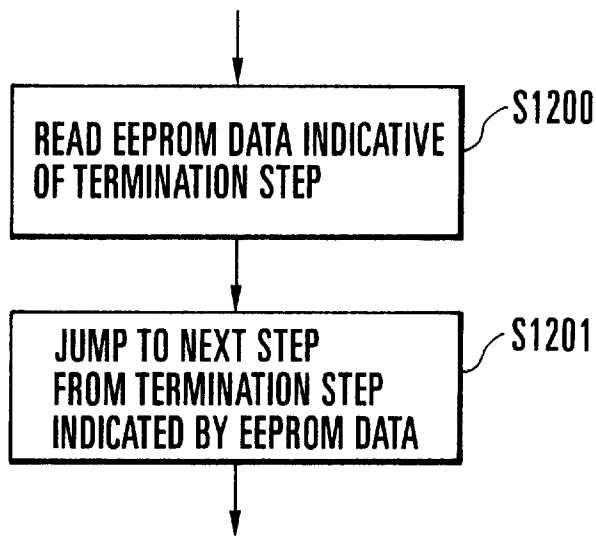 S1200
READ EEPROM DATA INDICATIVE
OF TERMINATION STEP
S1201
JUMP TO NEXT STEP
FROM TERMINATION STEP
INDICATED BY EEPROM DATA